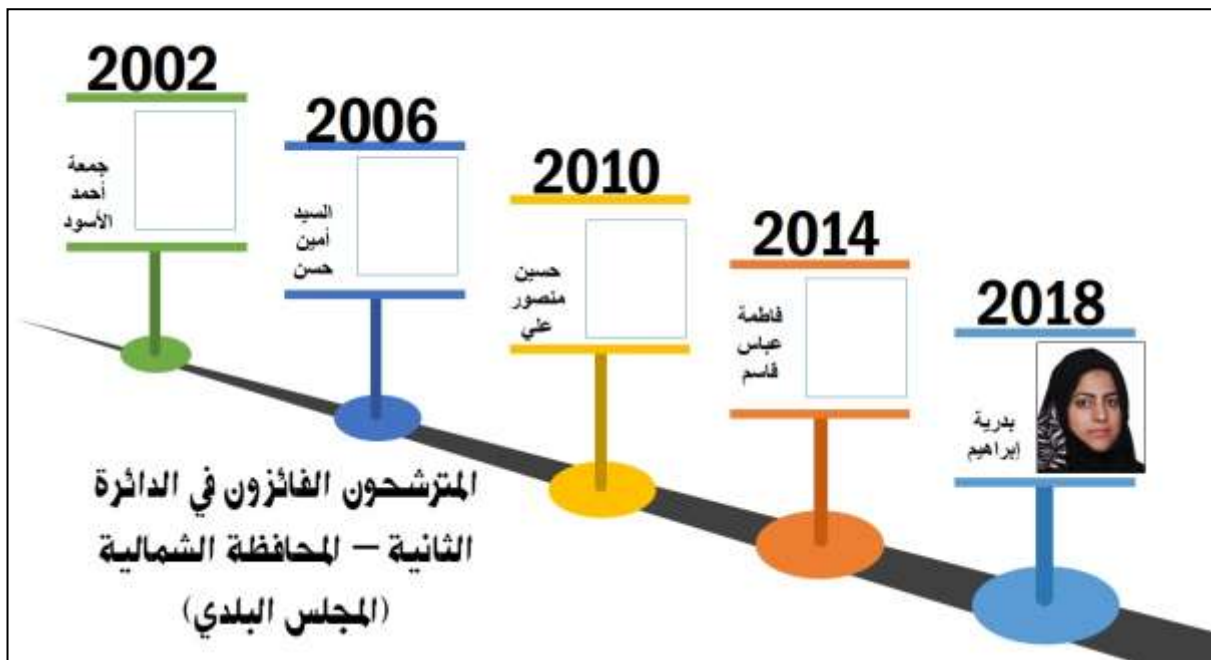 2002
جمعة
أحمد
الأسود
2006
السيد
أمين
حسن
2010
حسين
منصور
علي
2014
فاطمة
عباس
قاسم
2018
بدرية
إبراهيم
المترشحون الفائزون في الدائرة
الثانية – المحافظة الشمالية
(المجلس البلدي)